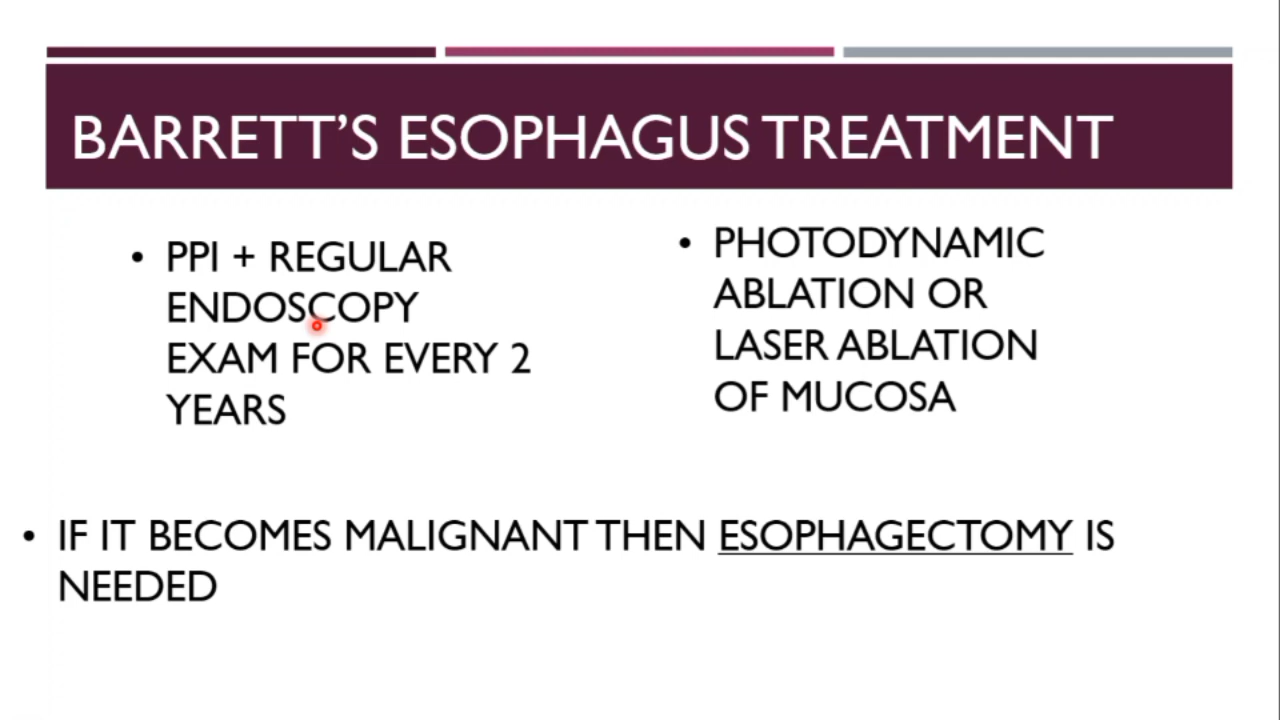 BARRETT’S ESOPHAGUS TREATMENT
• PPI + REGULAR
ENDOSCOPY
EXAM FOR EVERY 2
YEARS
• PHOTODYNAMIC
ABLATION OR
LASER ABLATION
OF MUCOSA
• IF IT BECOMES MALIGNANT THEN ESOPHAGECTOMY IS
NEEDED